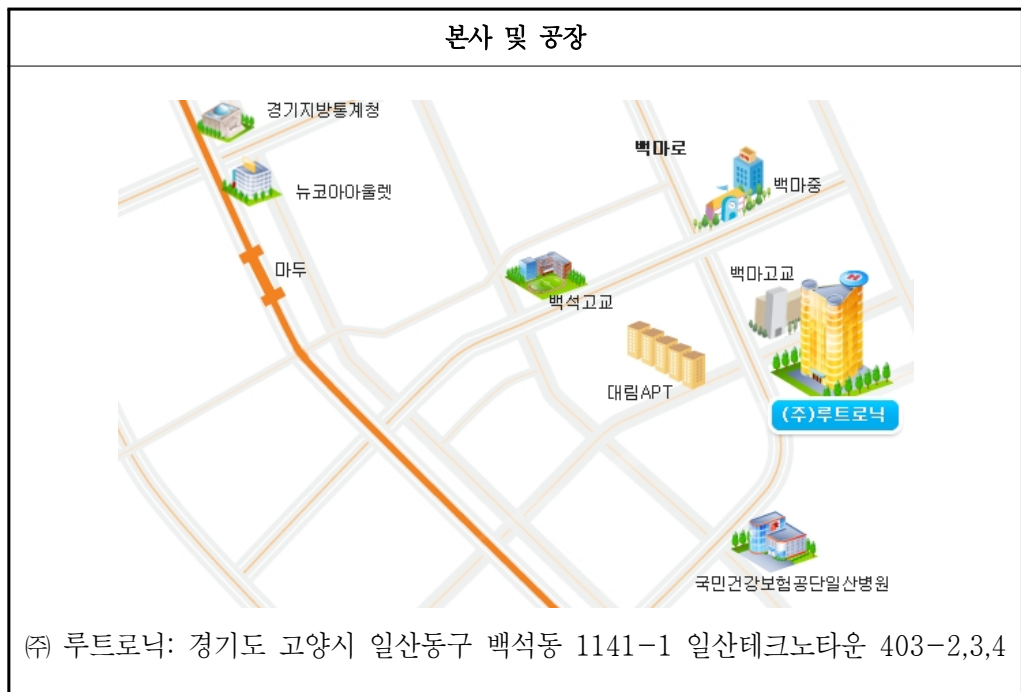 본사 및 공장
경기지방통계청
백마로
뉴코아아울렛
백마중
마두
백마고교
백석고교
대림APT
(주)루트로닉
국민건강보험공단일산병원
㈜ 루트로닉: 경기도 고양시 일산동구 백석동 1141-1 일산테크노타운 403-2,3,4